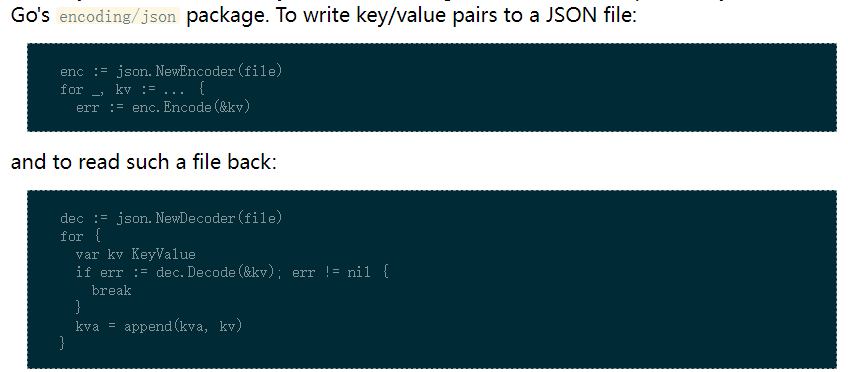 Go's encoding/json package. To write key/value pairs to a JSON file:
enc := json.NewEncoder(file)
for _, kv := ... {
  err := enc.Encode(&kv)
and to read such a file back:
dec := json.NewDecoder(file)
for {
  var kv KeyValue
  if err := dec.Decode(&kv); err != nil {
    break
  }
  kva = append(kva, kv)
}